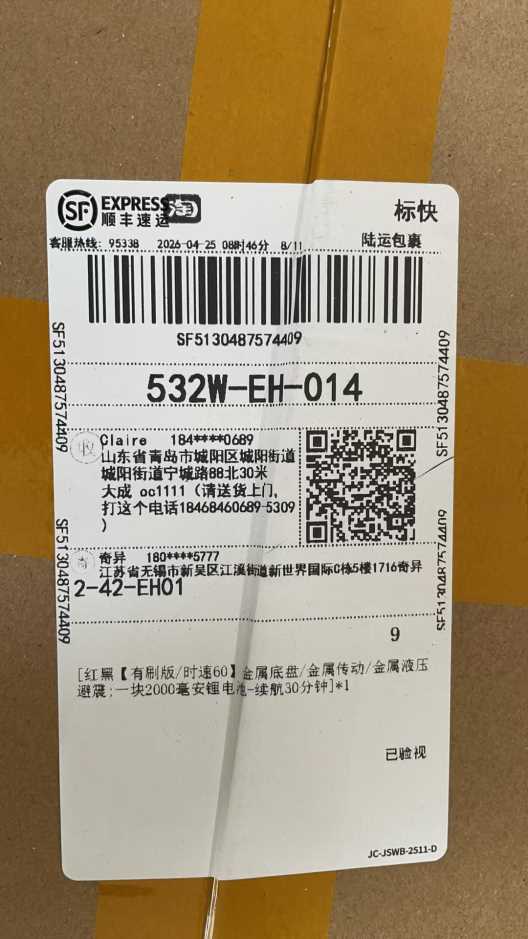 SF EXPRESS
顺丰速运
淘
标快
客服热线: 95338 2026-04-25 08时46分 8/11
陆运包裹
SF5130487574409
SF5130487574409
SF5130487574409
532W-EH-014
收
Claire 184****0689
山东省青岛市城阳区城阳街道
城阳街道宁城路88北30米
大成 oc1111（请送货上门,
打这个电话18468460689-5309
）
SF5130487574409
SF5130487574409
寄
奇异 180****5777
江苏省无锡市新吴区江溪街道新世界国际C栋5楼1716奇异
2-42-EH01
9
[红黑【有刷版/时速60】金属底盘/金属传动/金属液压
避震;一块2000毫安锂电池-续航30分钟]*1
已验视
JC-JSWB-2511-D